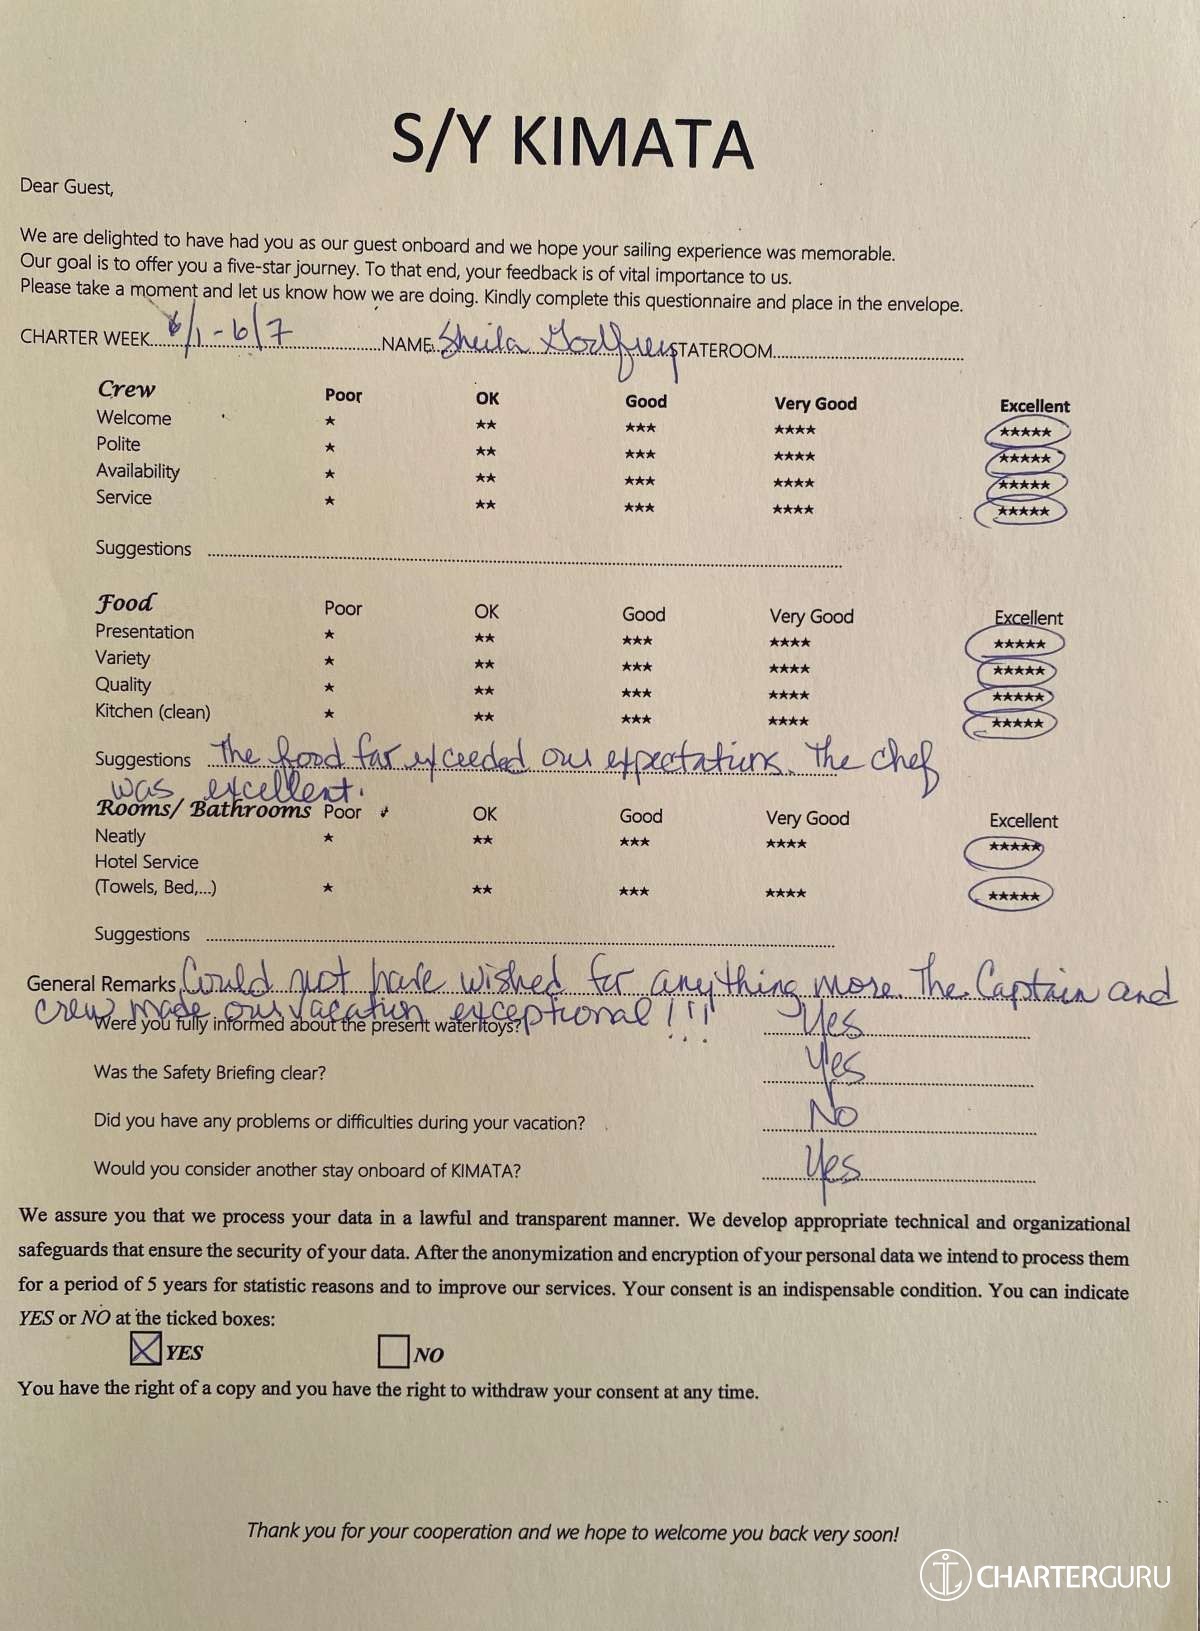 S/Y KIMATA
Dear Guest,
We are delighted to have had you as our guest onboard and we hope your sailing experience was memorable.
Our goal is to offer you a five-star journey. To that end, your feedback is of vital importance to us.
Please take a moment and let us know how we are doing. Kindly complete this questionnaire and place in the envelope.
CHARTER WEEK 6/1 - 6/7 NAME Sheila Godfrey STATEROOM
Crew Poor OK Good Very Good Excellent
Welcome ★ ★★ ★★★ ★★★★ ★★★★★
Polite ★ ★★ ★★★ ★★★★ ★★★★★
Availability ★ ★★ ★★★ ★★★★ ★★★★★
Service ★ ★★ ★★★ ★★★★ ★★★★★
Suggestions
Food Poor OK Good Very Good Excellent
Presentation ★ ★★ ★★★ ★★★★ ★★★★★
Variety ★ ★★ ★★★ ★★★★ ★★★★★
Quality ★ ★★ ★★★ ★★★★ ★★★★★
Kitchen (clean) ★ ★★ ★★★ ★★★★ ★★★★★
Suggestions The food far exceeded our expectations. The chef
was excellent.
Rooms/ Bathrooms Poor OK Good Very Good Excellent
Neatly ★ ★★ ★★★ ★★★★ ★★★★★
Hotel Service
(Towels, Bed,...) ★ ★★ ★★★ ★★★★ ★★★★★
Suggestions
General Remarks Could not have wished for anything more. The Captain and
crew made our vacation exceptional!!!
Were you fully informed about the present water toys? Yes
Was the Safety Briefing clear? Yes
Did you have any problems or difficulties during your vacation? No
Would you consider another stay onboard of KIMATA? Yes
We assure you that we process your data in a lawful and transparent manner. We develop appropriate technical and organizational
safeguards that ensure the security of your data. After the anonymization and encryption of your personal data we intend to process them
for a period of 5 years for statistic reasons and to improve our services. Your consent is an indispensable condition. You can indicate
YES or NO at the ticked boxes:
YES NO
You have the right of a copy and you have the right to withdraw your consent at any time.
Thank you for your cooperation and we hope to welcome you back very soon!
CHARTERGURU